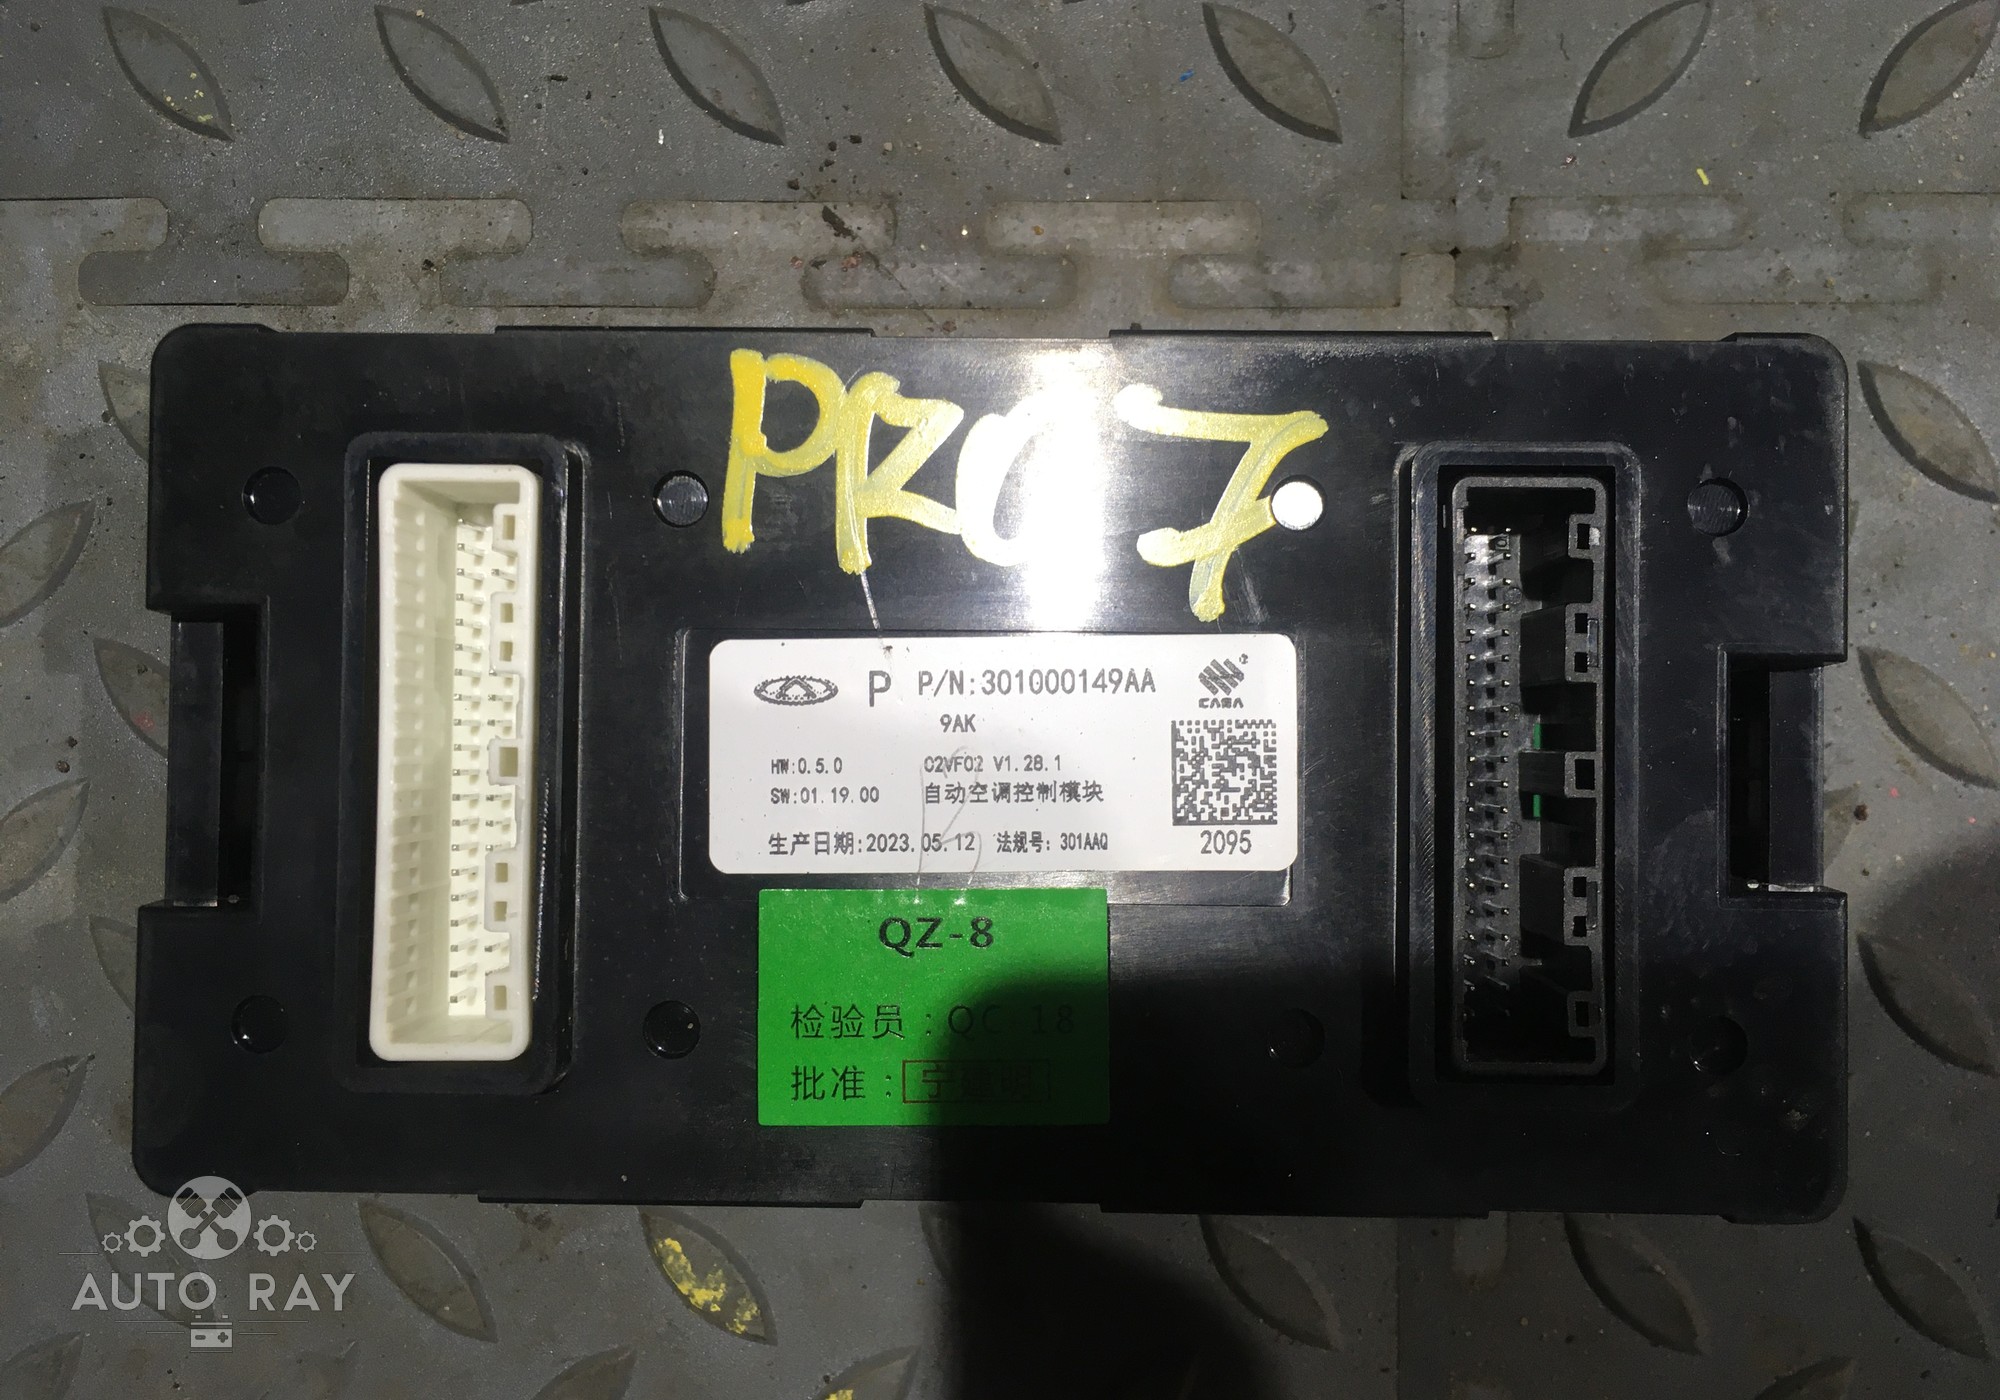 PRO 7
P P/N:301000149AA
9AK
HW:0.5.0 C2VF02 V1.28.1
SW:01.19.00 自动空调控制模块
生产日期:2023.05.12 法规号: 301AAQ 2095
QZ-8
检验员:QC-18
批准:
AUTO RAY